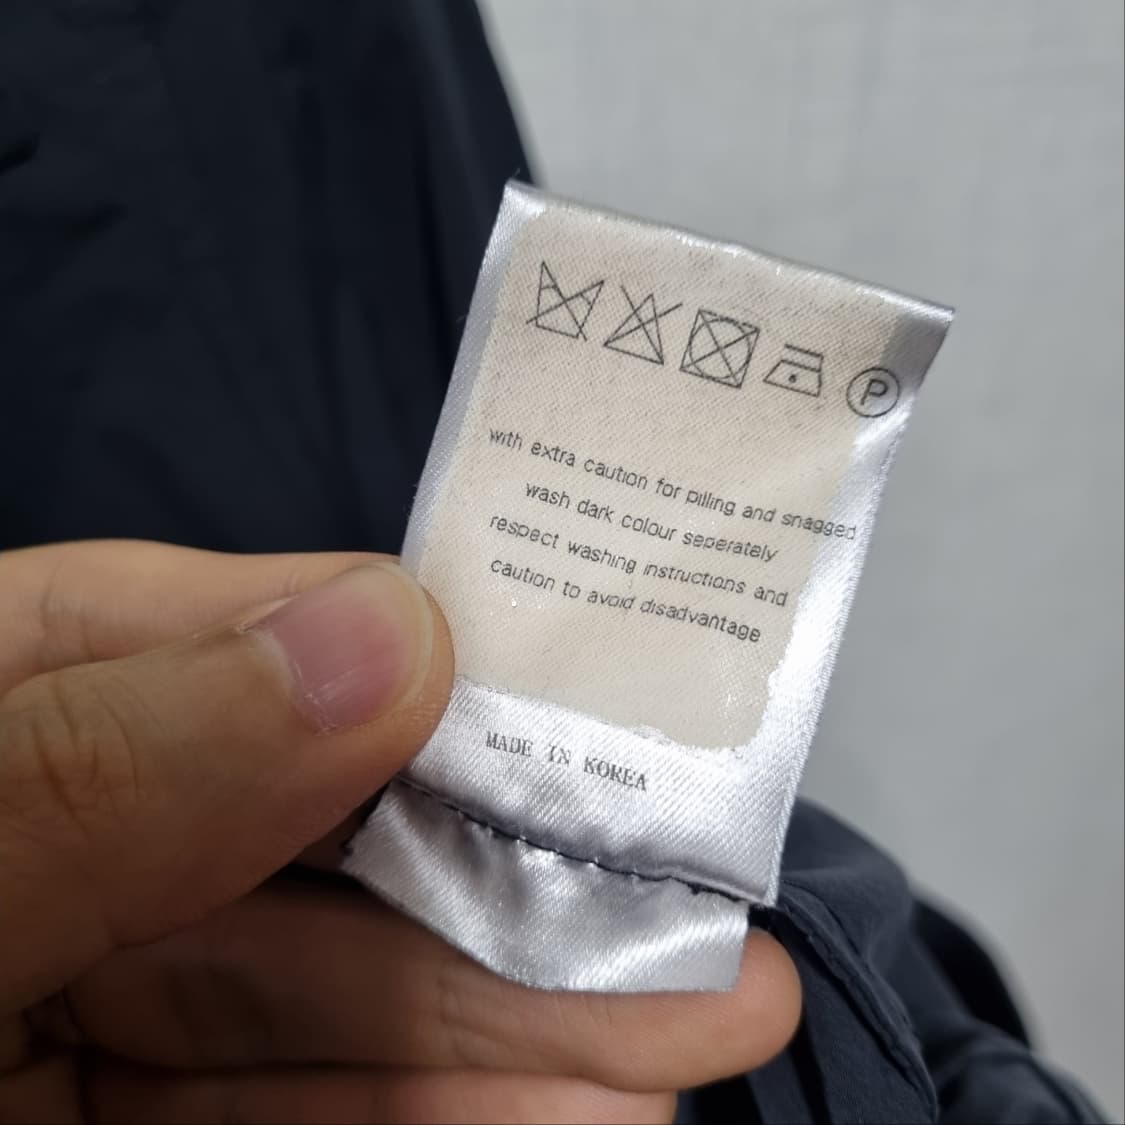 P
with extra caution for pilling and snagged
wash dark colour seperately
respect washing instructions and
caution to avoid disadvantage
MADE IN KOREA